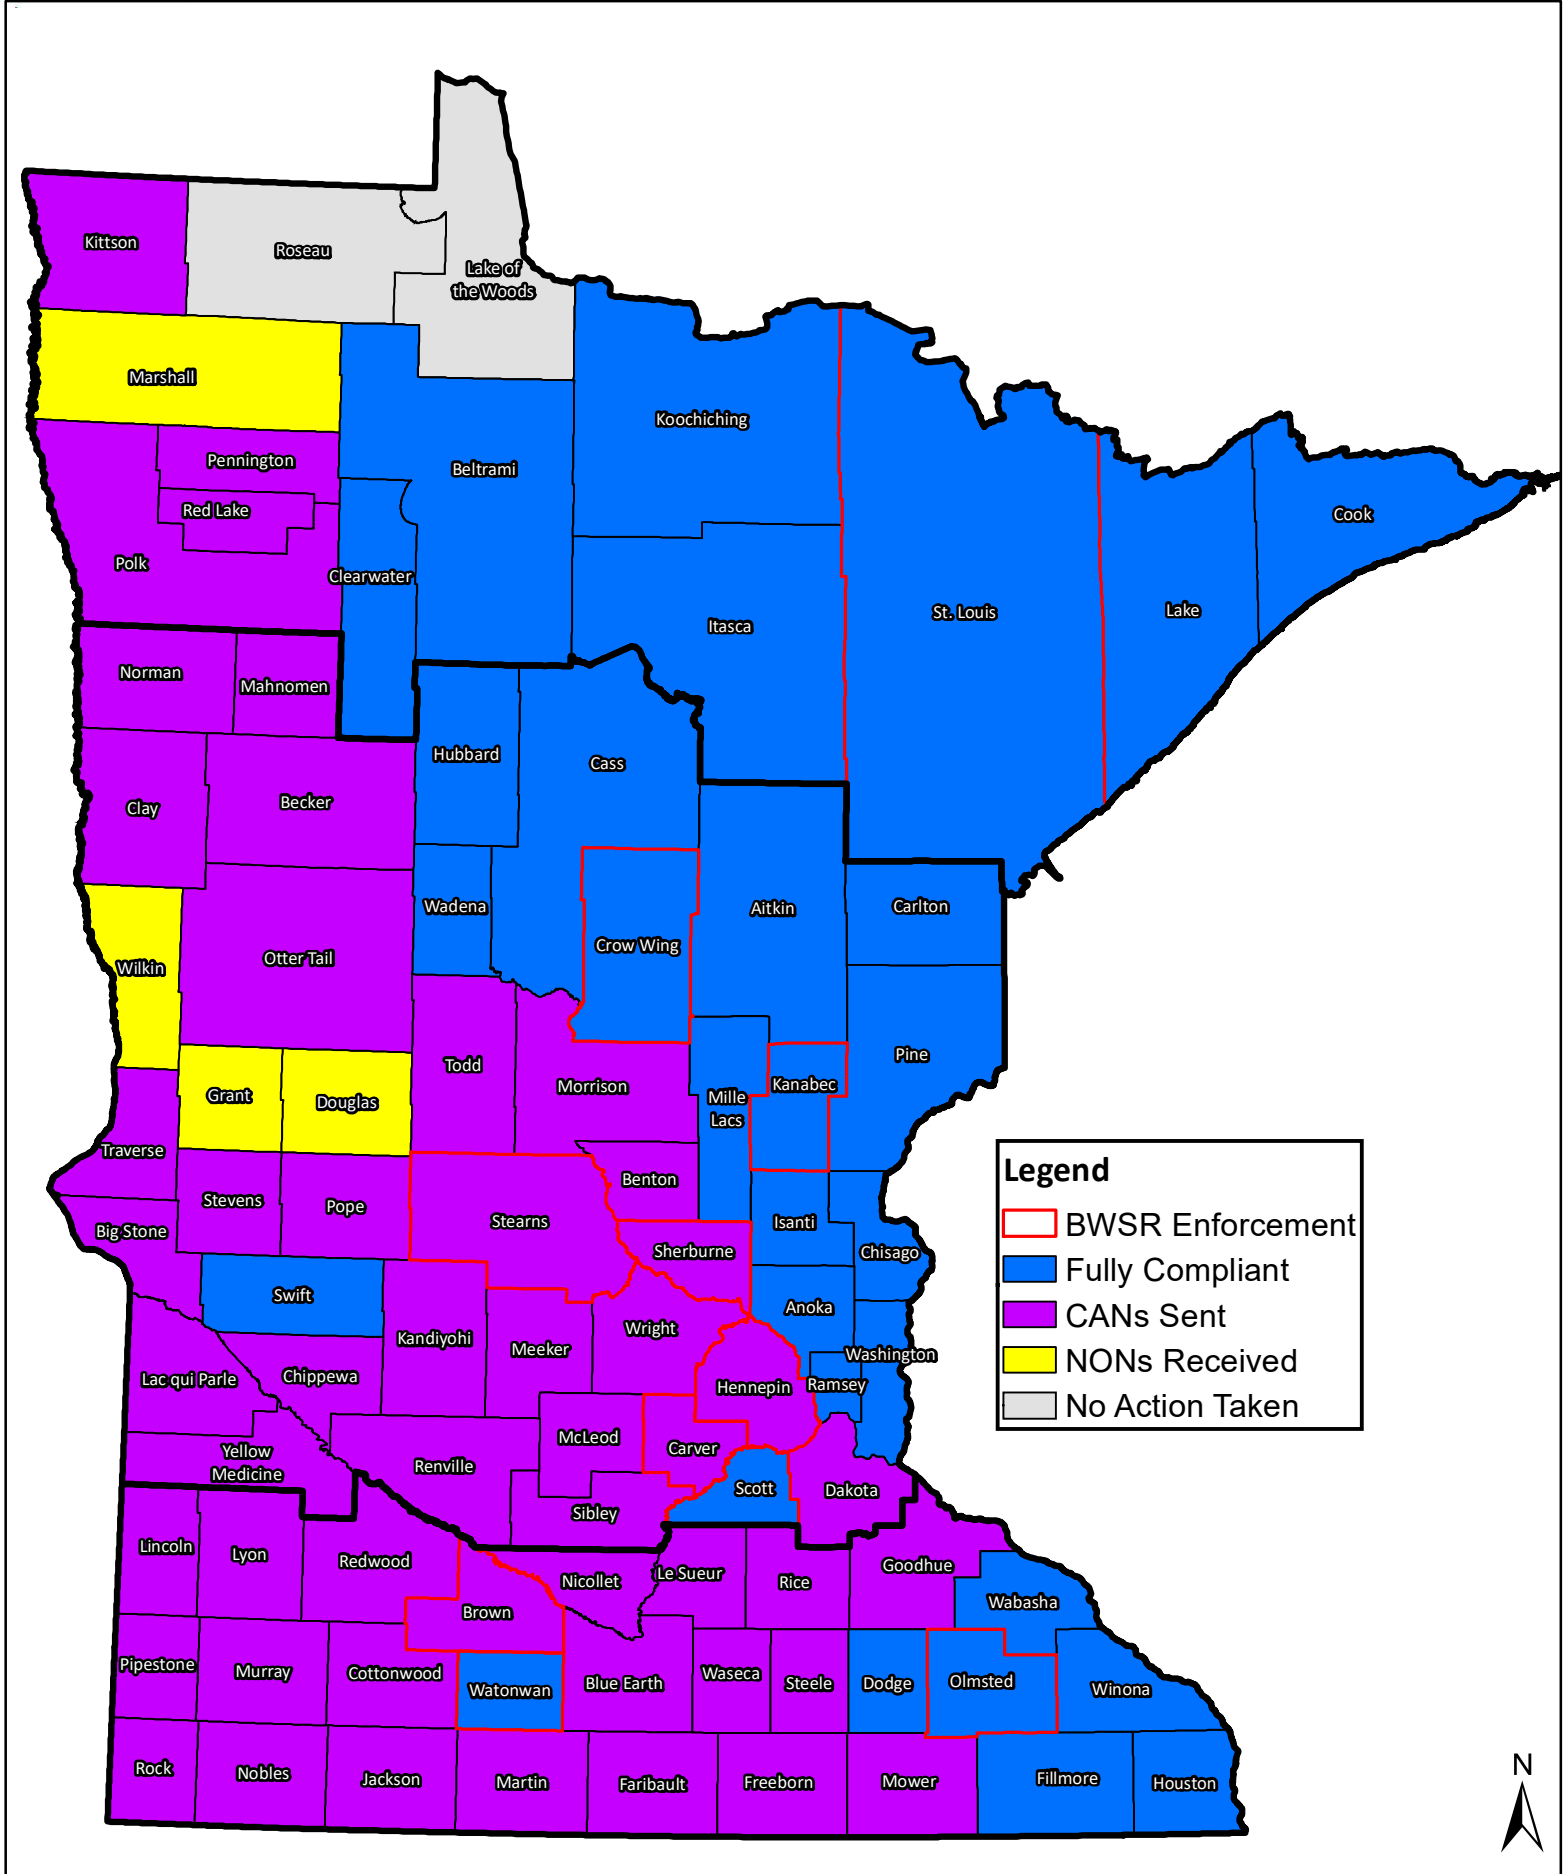 Kittson
Roseau
Lake of
the Woods
Marshall
Koochiching
Pennington
Beltrami
Red Lake
Cook
Polk
Clearwater
St. Louis
Lake
Itasca
Norman
Mahnomen
Hubbard
Cass
Clay
Becker
Wadena
Aitkin
Carlton
Crow Wing
Otter Tail
Wilkin
Pine
Todd
Morrison
Kanabec
Grant
Douglas
Mille
Lacs
Traverse
Benton
Stevens
Pope
Stearns
Isanti
Big Stone
Sherburne
Chisago
Swift
Anoka
Wright
Kandiyohi
Meeker
Washington
Lac qui Parle
Chippewa
Hennepin
Ramsey
McLeod
Carver
Yellow
Medicine
Renville
Scott
Dakota
Sibley
Lincoln
Lyon
Redwood
Nicollet
Le Sueur
Rice
Goodhue
Brown
Wabasha
Pipestone
Murray
Cottonwood
Watonwan
Blue Earth
Waseca
Steele
Dodge
Olmsted
Winona
Rock
Nobles
Jackson
Martin
Faribault
Freeborn
Mower
Fillmore
Houston
Legend
BWSR Enforcement
Fully Compliant
CANs Sent
NONs Received
No Action Taken
N